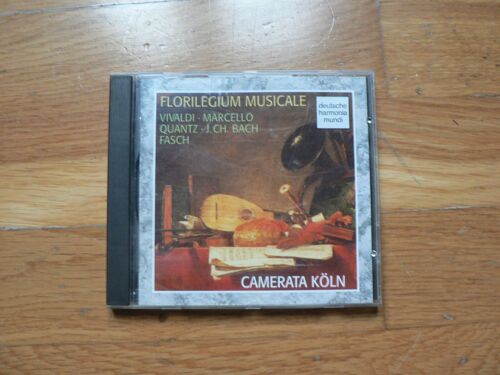 FLORILEGIUM MUSICALE
VIVALDI · MARCELLO
QUANTZ · J. CH. BACH
FASCH
deutsche
harmonia
mundi
CAMERATA KÖLN